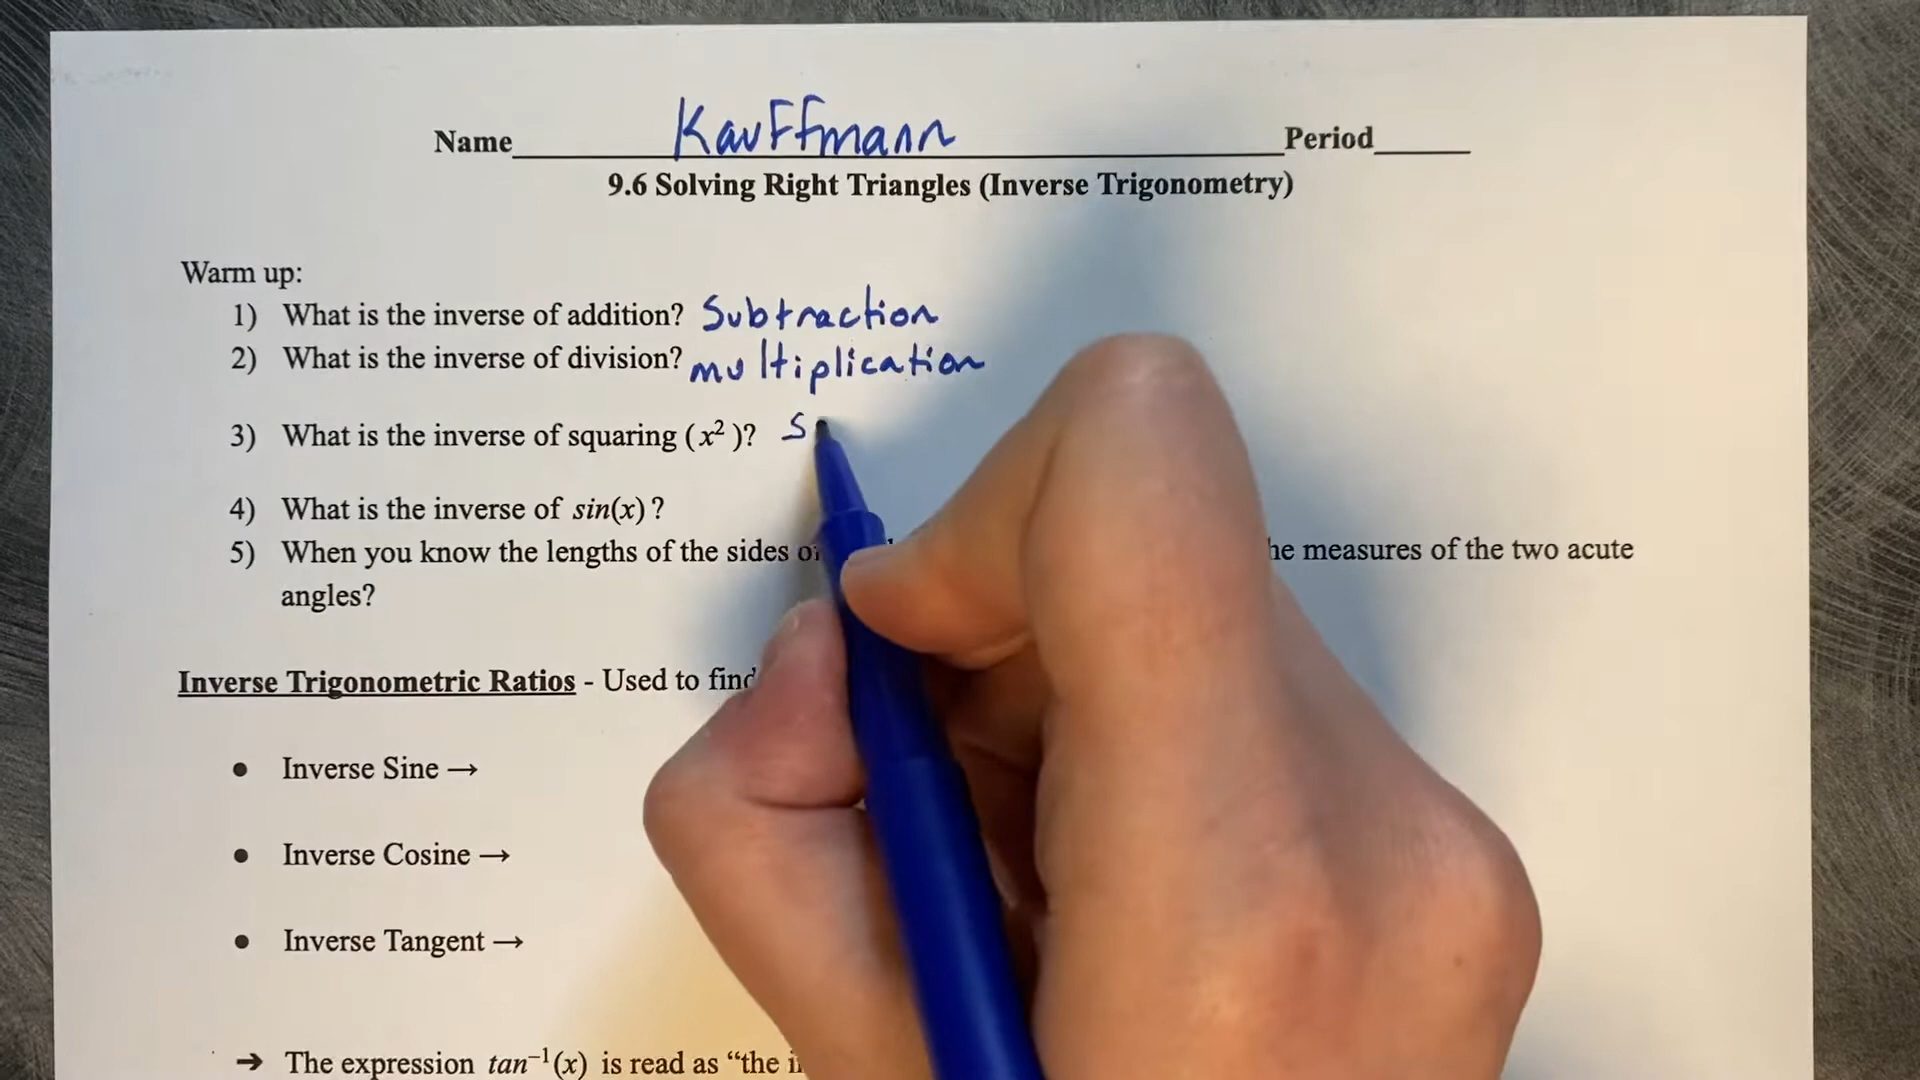 Name Kauffmann Period
9.6 Solving Right Triangles (Inverse Trigonometry)
Warm up:
1) What is the inverse of addition? Subtraction
2) What is the inverse of division? multiplication
3) What is the inverse of squaring (x²)? S
4) What is the inverse of sin(x)?
5) When you know the lengths of the sides measures of the two acute
angles?
Inverse Trigonometric Ratios - Used to find
• Inverse Sine →
• Inverse Cosine →
• Inverse Tangent →
➔ The expression tan⁻¹(x) is read as “the